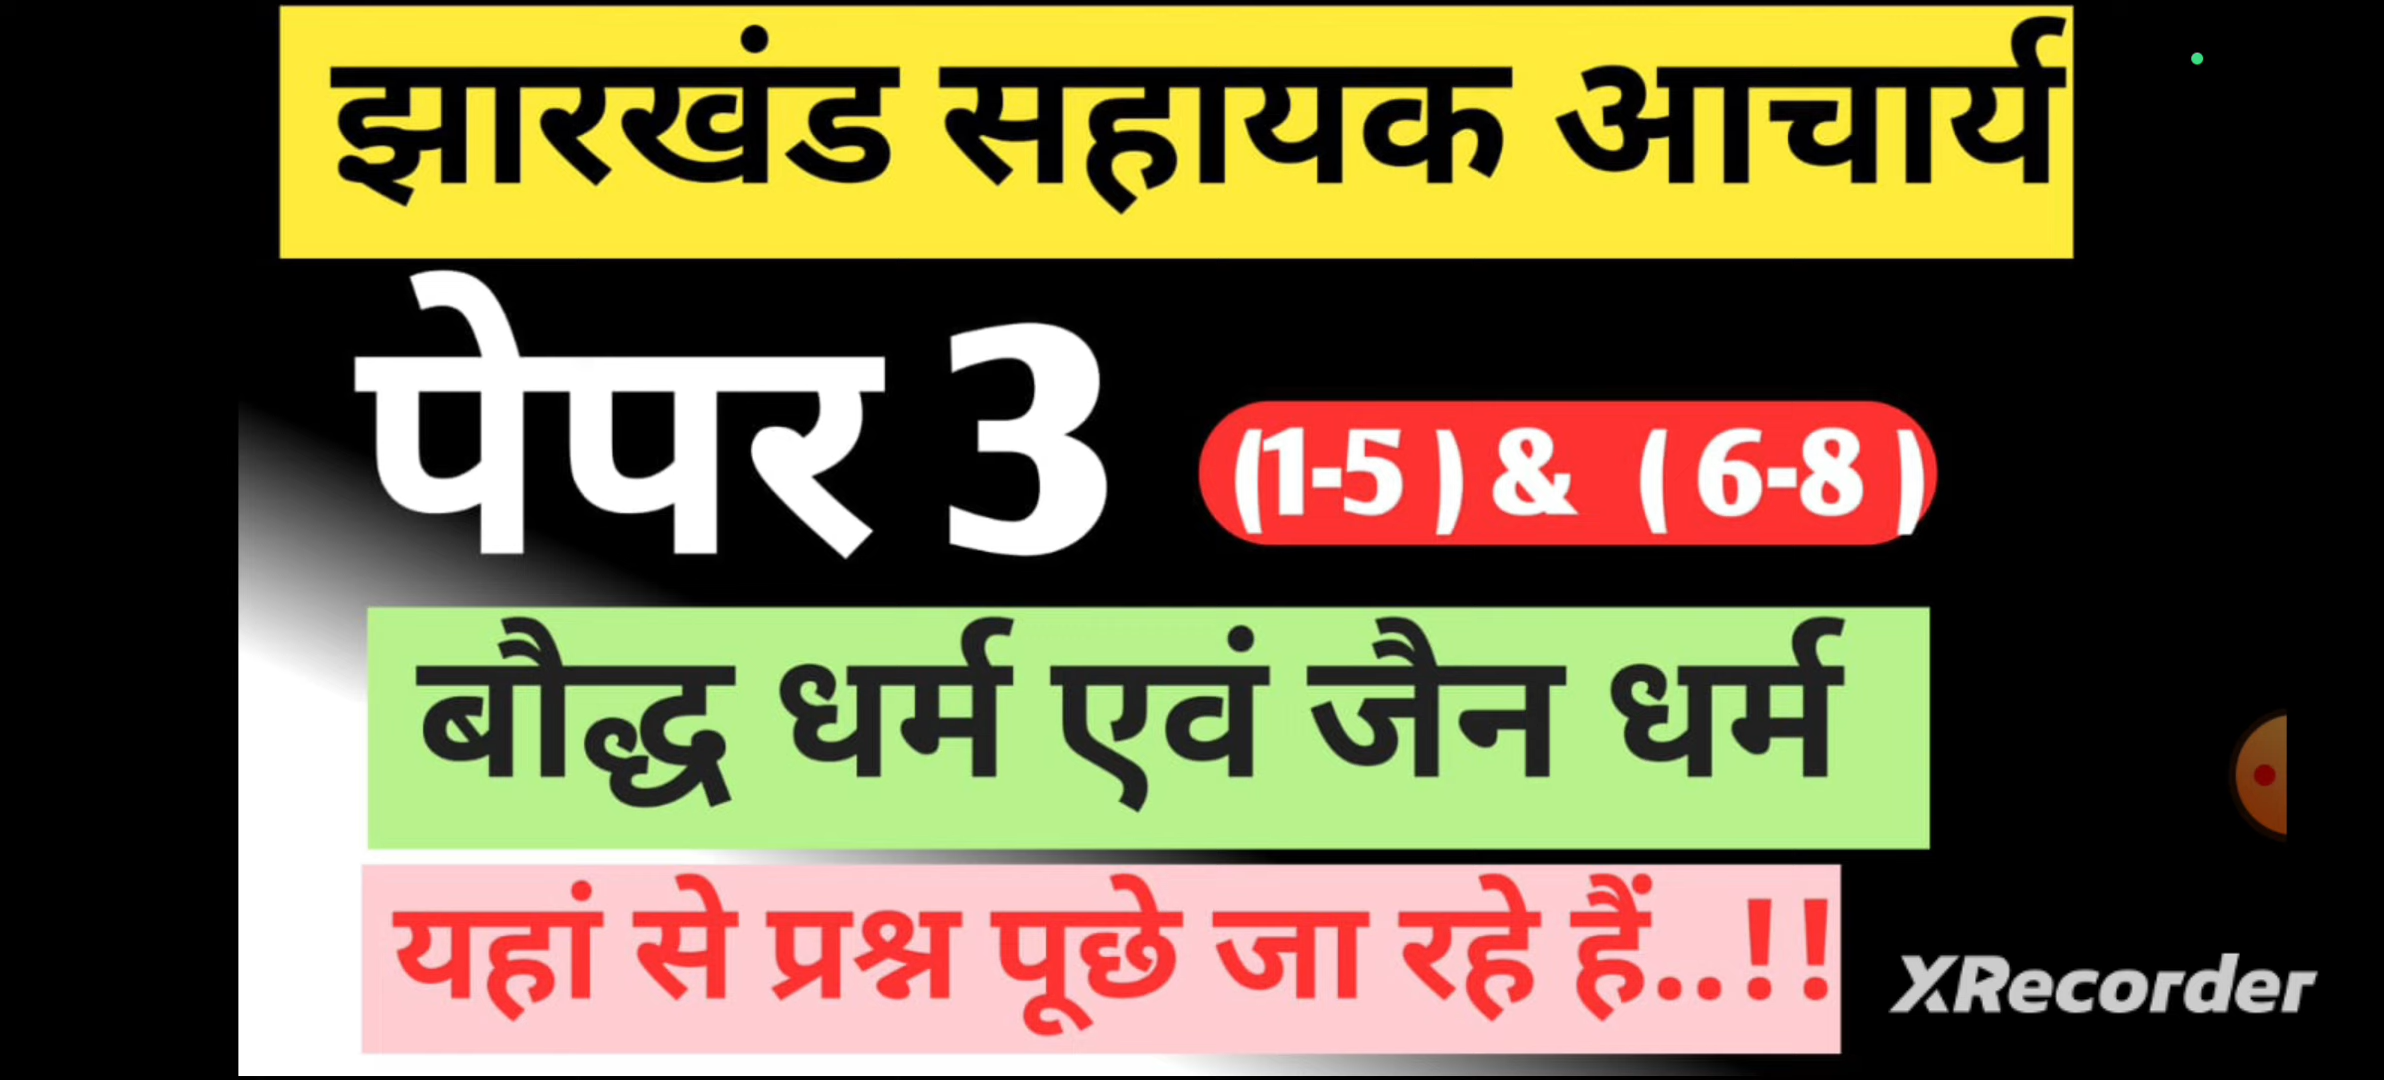 झारखंड सहायक आचार्य
पेपर 3 (1-5 ) & ( 6-8 )
बौद्ध धर्म एवं जैन धर्म
यहां से प्रश्न पूछे जा रहे हैं..!!
XRecorder